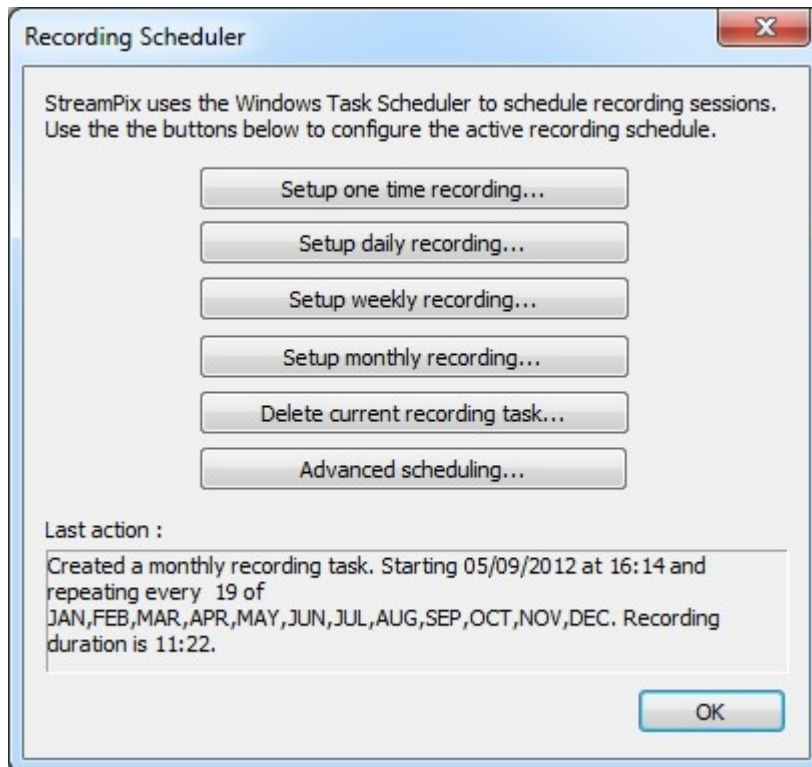 Recording Scheduler
StreamPix uses the Windows Task Scheduler to schedule recording sessions.
Use the the buttons below to configure the active recording schedule.
Setup one time recording...
Setup daily recording...
Setup weekly recording...
Setup monthly recording...
Delete current recording task...
Advanced scheduling...
Last action :
Created a monthly recording task. Starting 05/09/2012 at 16:14 and
repeating every  19 of
JAN,FEB,MAR,APR,MAY,JUN,JUL,AUG,SEP,OCT,NOV,DEC. Recording
duration is 11:22.
OK